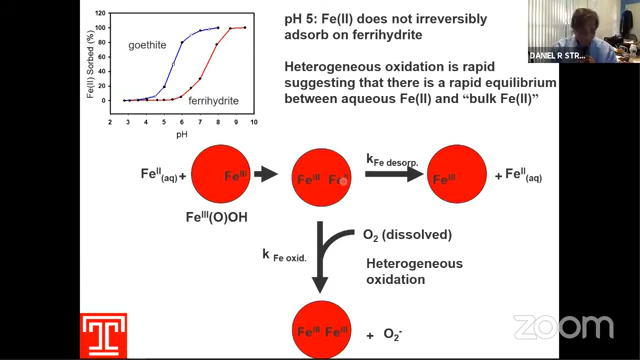 pH 5: Fe(II) does not irreversibly
adsorb on ferrihydrite
Heterogeneous oxidation is rapid
suggesting that there is a rapid equilibrium
between aqueous Fe(II) and “bulk Fe(II)”
Fe(II) Sorbed (%)
120
100
80
60
40
20
0
goethite
ferrihydrite
2 3 4 5 6 7 8 9 10
pH
DANIEL R STR...
FeII(aq) +
FeIII
FeIII(O)OH
FeIII FeII
kFe desorp.
FeIII
+ FeII(aq)
k Fe oxid.
O2 (dissolved)
Heterogeneous
oxidation
FeIII FeIII
+ O2-
zoom